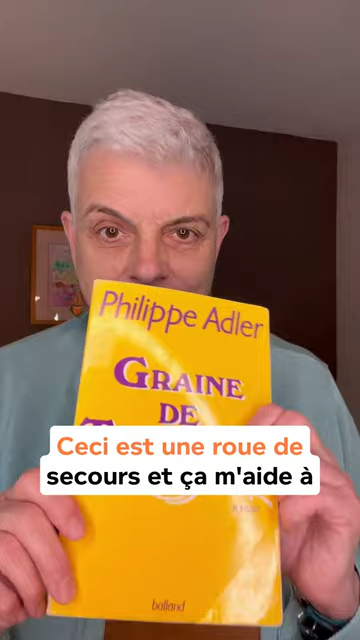 Philippe Adler
GRAINE
DE
Ceci est une roue de
secours et ça m'aide à
balland